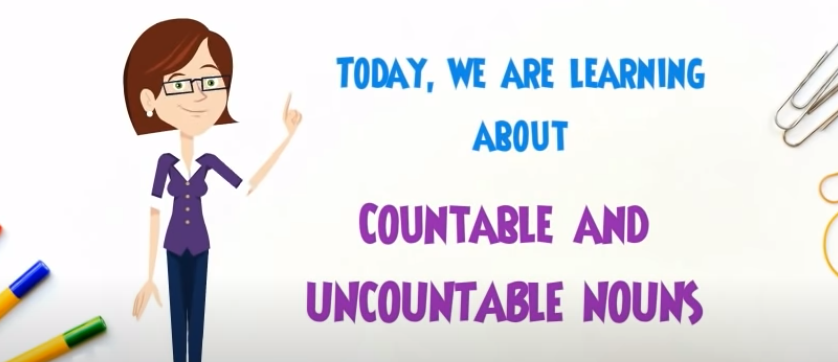 TODAY, WE ARE LEARNING
ABOUT
COUNTABLE AND
UNCOUNTABLE NOUNS